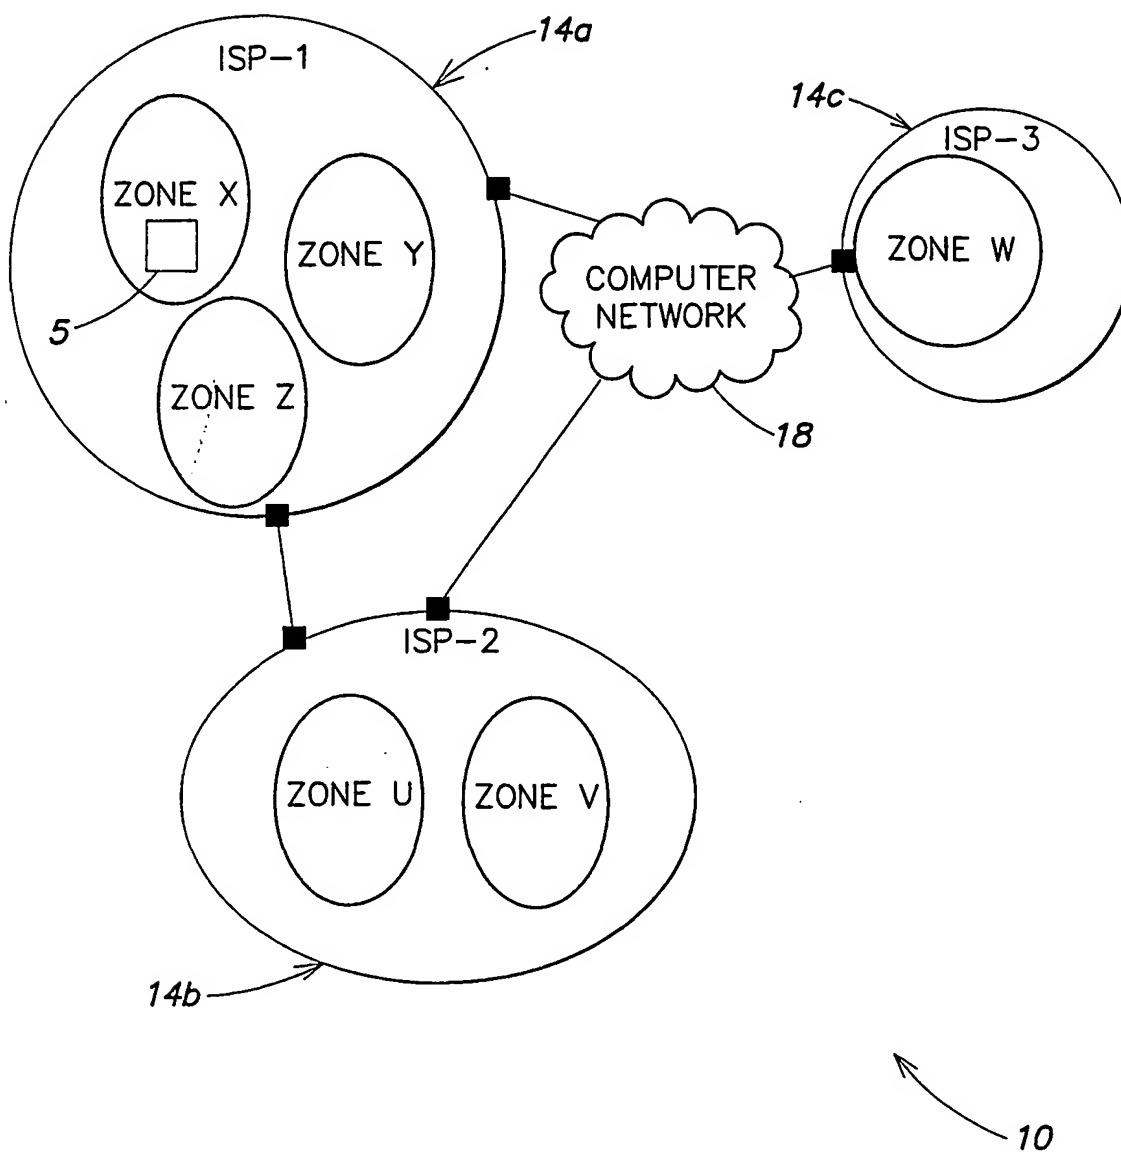 14a
ISP-1
14c
ISP-3
ZONE X
ZONE Y
ZONE W
COMPUTER
NETWORK
5
ZONE Z
18
ISP-2
ZONE U
ZONE V
14b
10